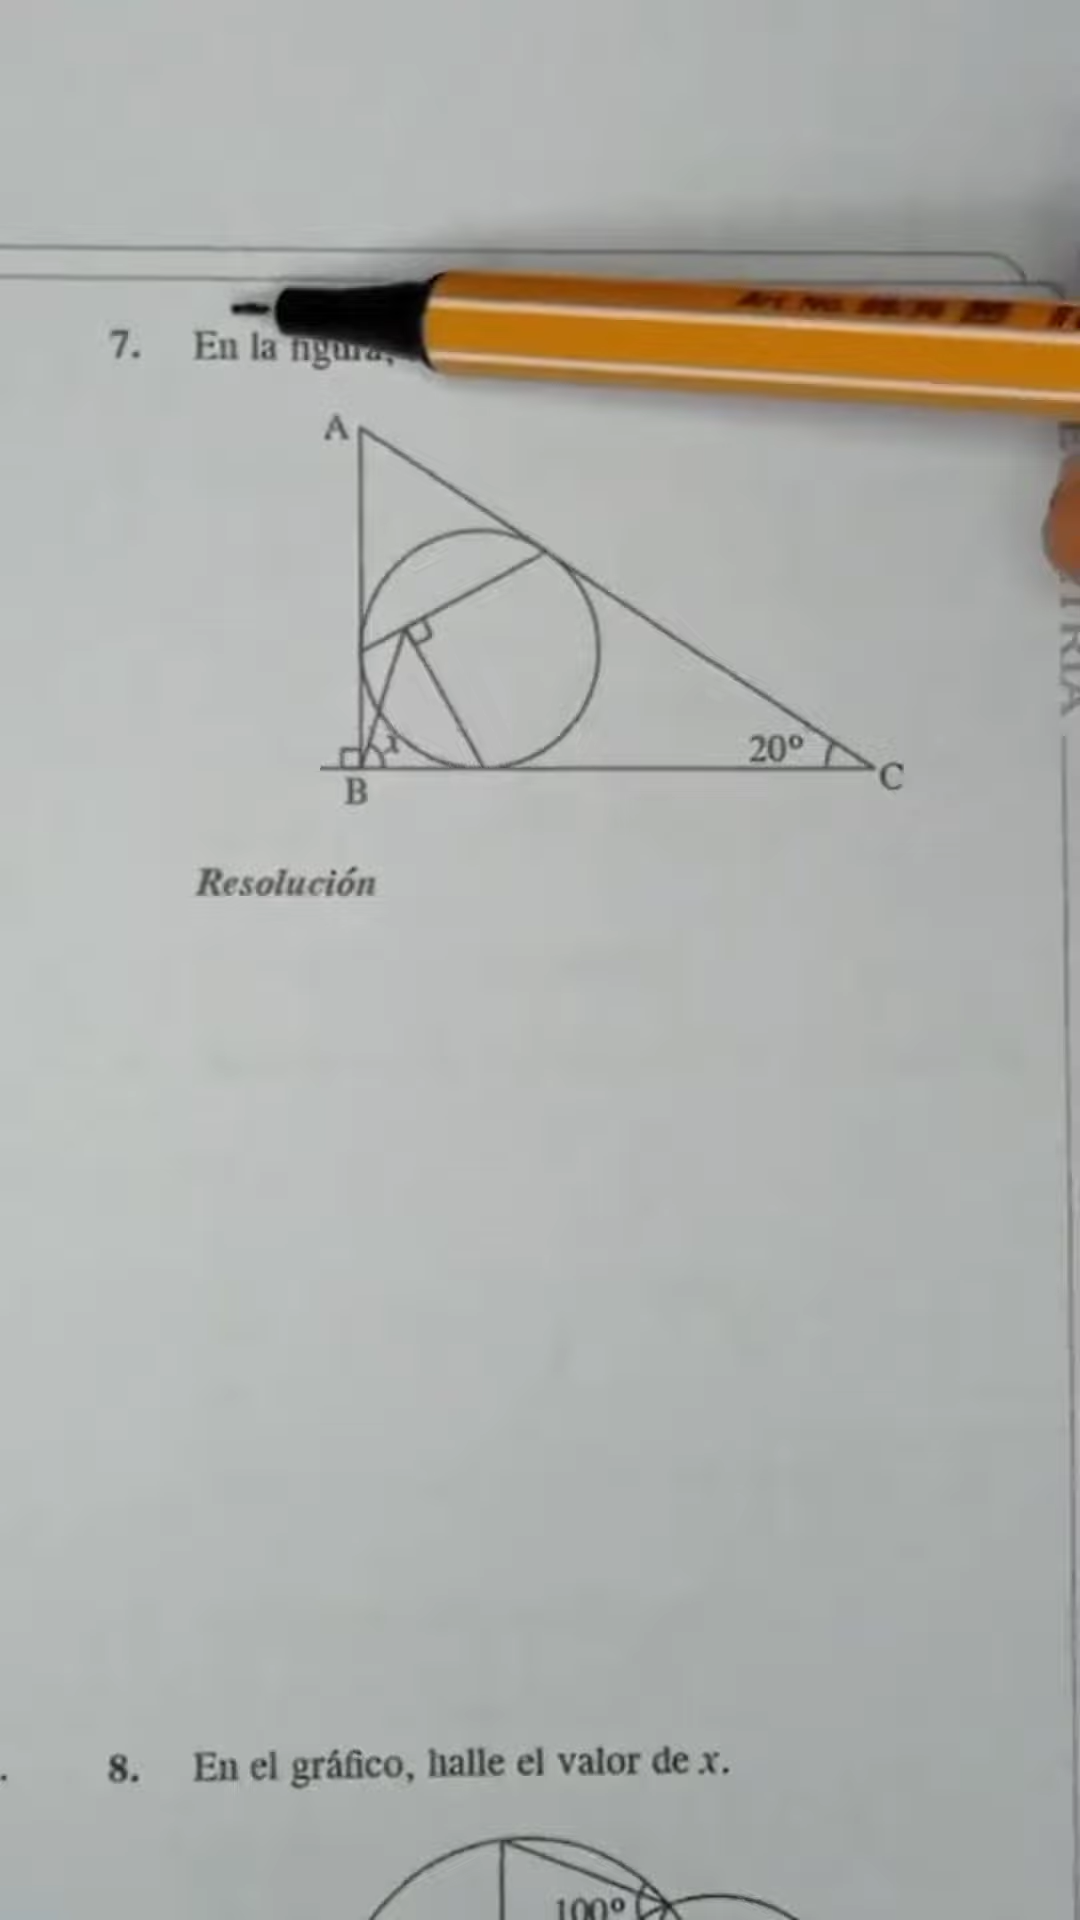 7. En la figura,
A
x
20°
B
C
Resolución
8. En el gráfico, halle el valor de x.
100°